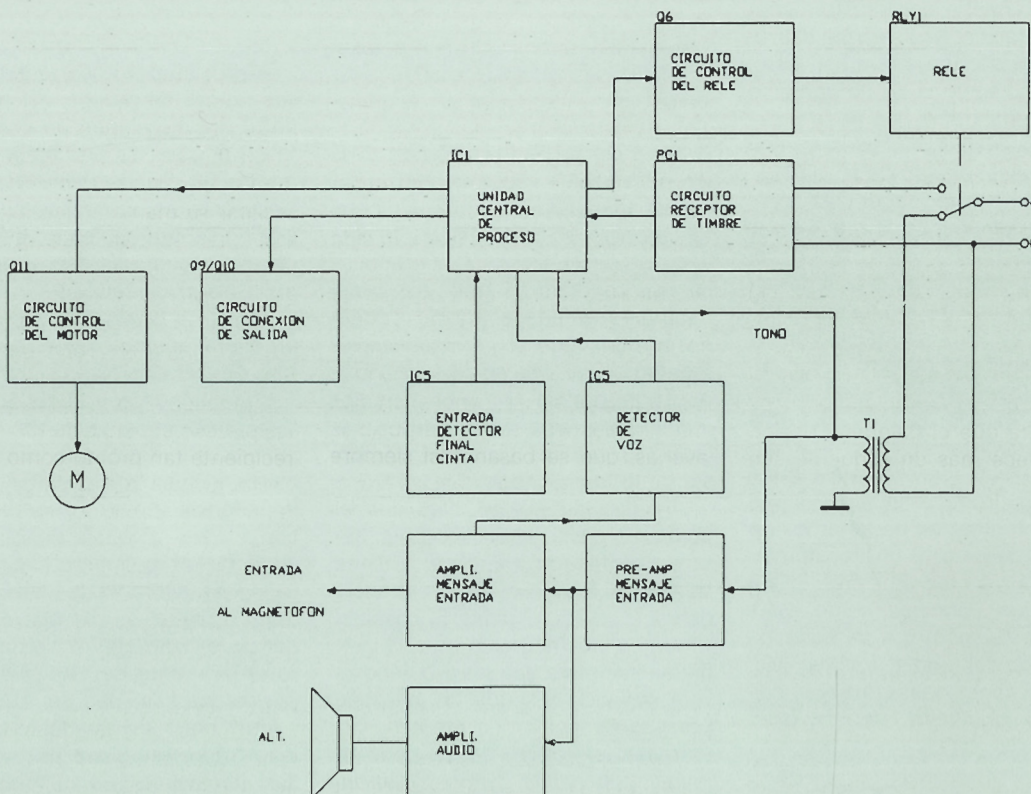 Q6
RLY1
CIRCUITO
DE CONTROL
DEL RELE
RELE
IC1
PC1
UNIDAD
CENTRAL
DE
PROCESO
CIRCUITO
RECEPTOR
DE TIMBRE
Q11
Q9/Q10
CIRCUITO
DE CONTROL
DEL MOTOR
CIRCUITO
DE CONEXION
DE SALIDA
TONO
IC5
IC5
ENTRADA
DETECTOR
FINAL
CINTA
DETECTOR
DE
VOZ
T1
M
ENTRADA
AL MAGNETOFON
AMPLI.
MENSAJE
ENTRADA
PRE-AMP
MENSAJE
ENTRADA
ALT.
AMPLI.
AUDIO